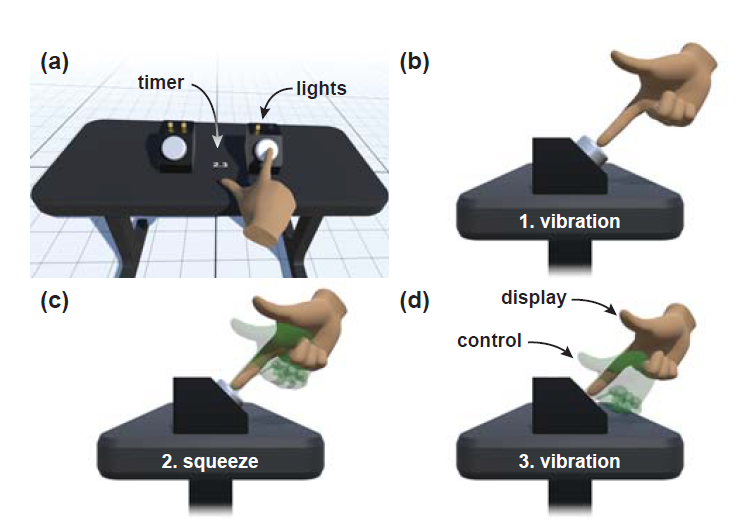 (a)
timer
lights
2.3
(b)
1. vibration
(c)
2. squeeze
(d)
display
control
3. vibration